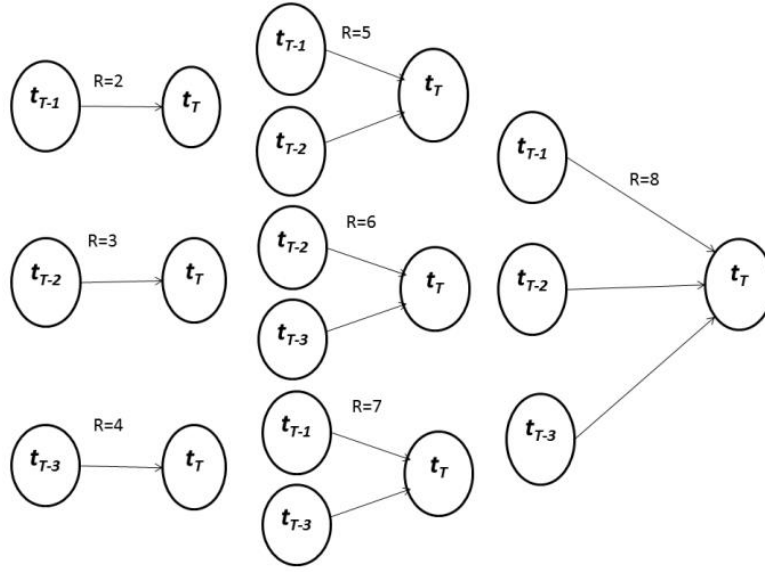 t_{T-1} R=2 t_T
t_{T-2} R=3 t_T
t_{T-3} R=4 t_T
t_{T-1} R=5 t_T
t_{T-2}
t_{T-2} R=6 t_T
t_{T-3}
t_{T-1} R=7 t_T
t_{T-3}
t_{T-1} R=8
t_{T-2} t_T
t_{T-3}